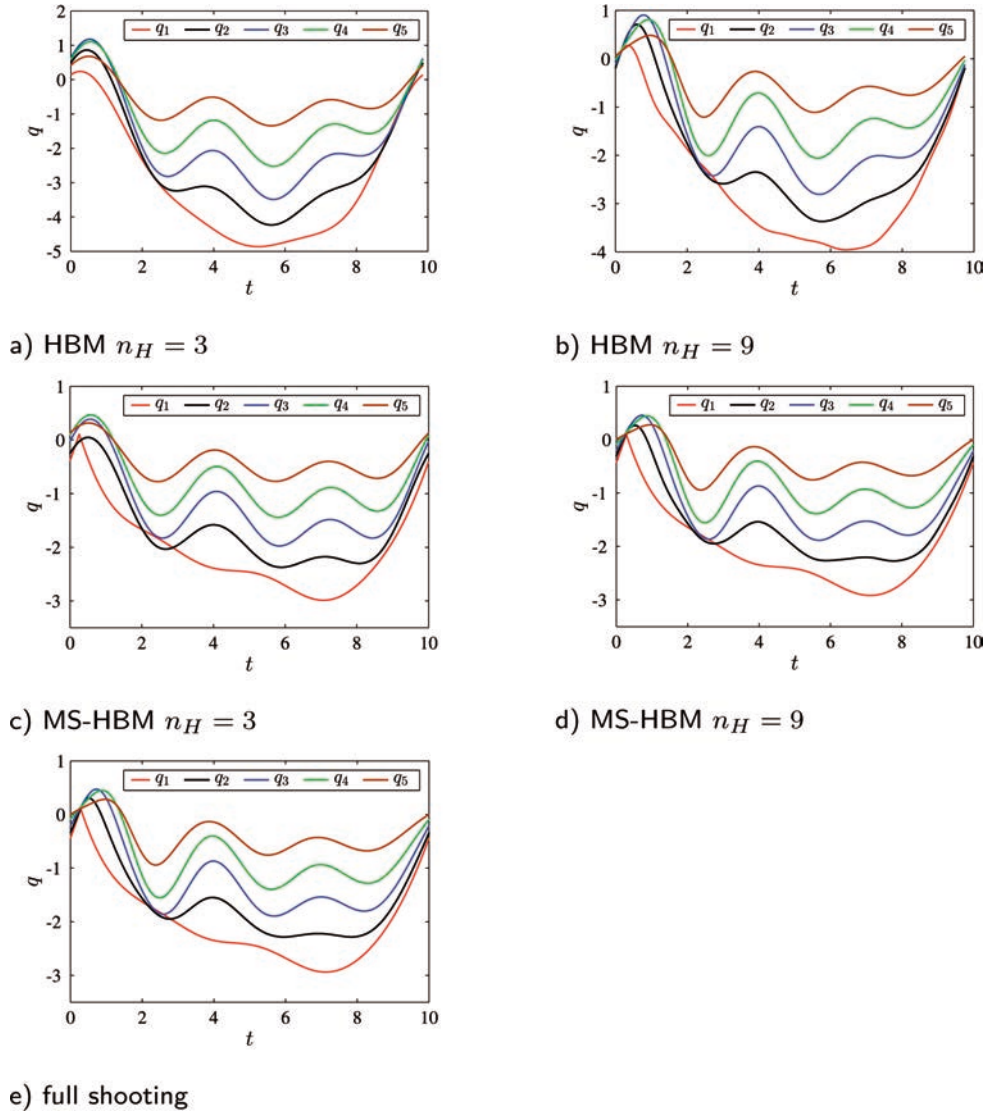 2
1
0
-1
-2
-3
-4
-5
q
q1 q2 q3 q4 q5
0 2 4 6 8 10
t
1
0
-1
-2
-3
-4
q
q1 q2 q3 q4 q5
0 2 4 6 8 10
t
a) HBM nH = 3
b) HBM nH = 9
1
0
-1
-2
-3
q
q1 q2 q3 q4 q5
0 2 4 6 8 10
t
1
0
-1
-2
-3
q
q1 q2 q3 q4 q5
0 2 4 6 8 10
t
c) MS-HBM nH = 3
d) MS-HBM nH = 9
1
0
-1
-2
-3
q
q1 q2 q3 q4 q5
0 2 4 6 8 10
t
e) full shooting